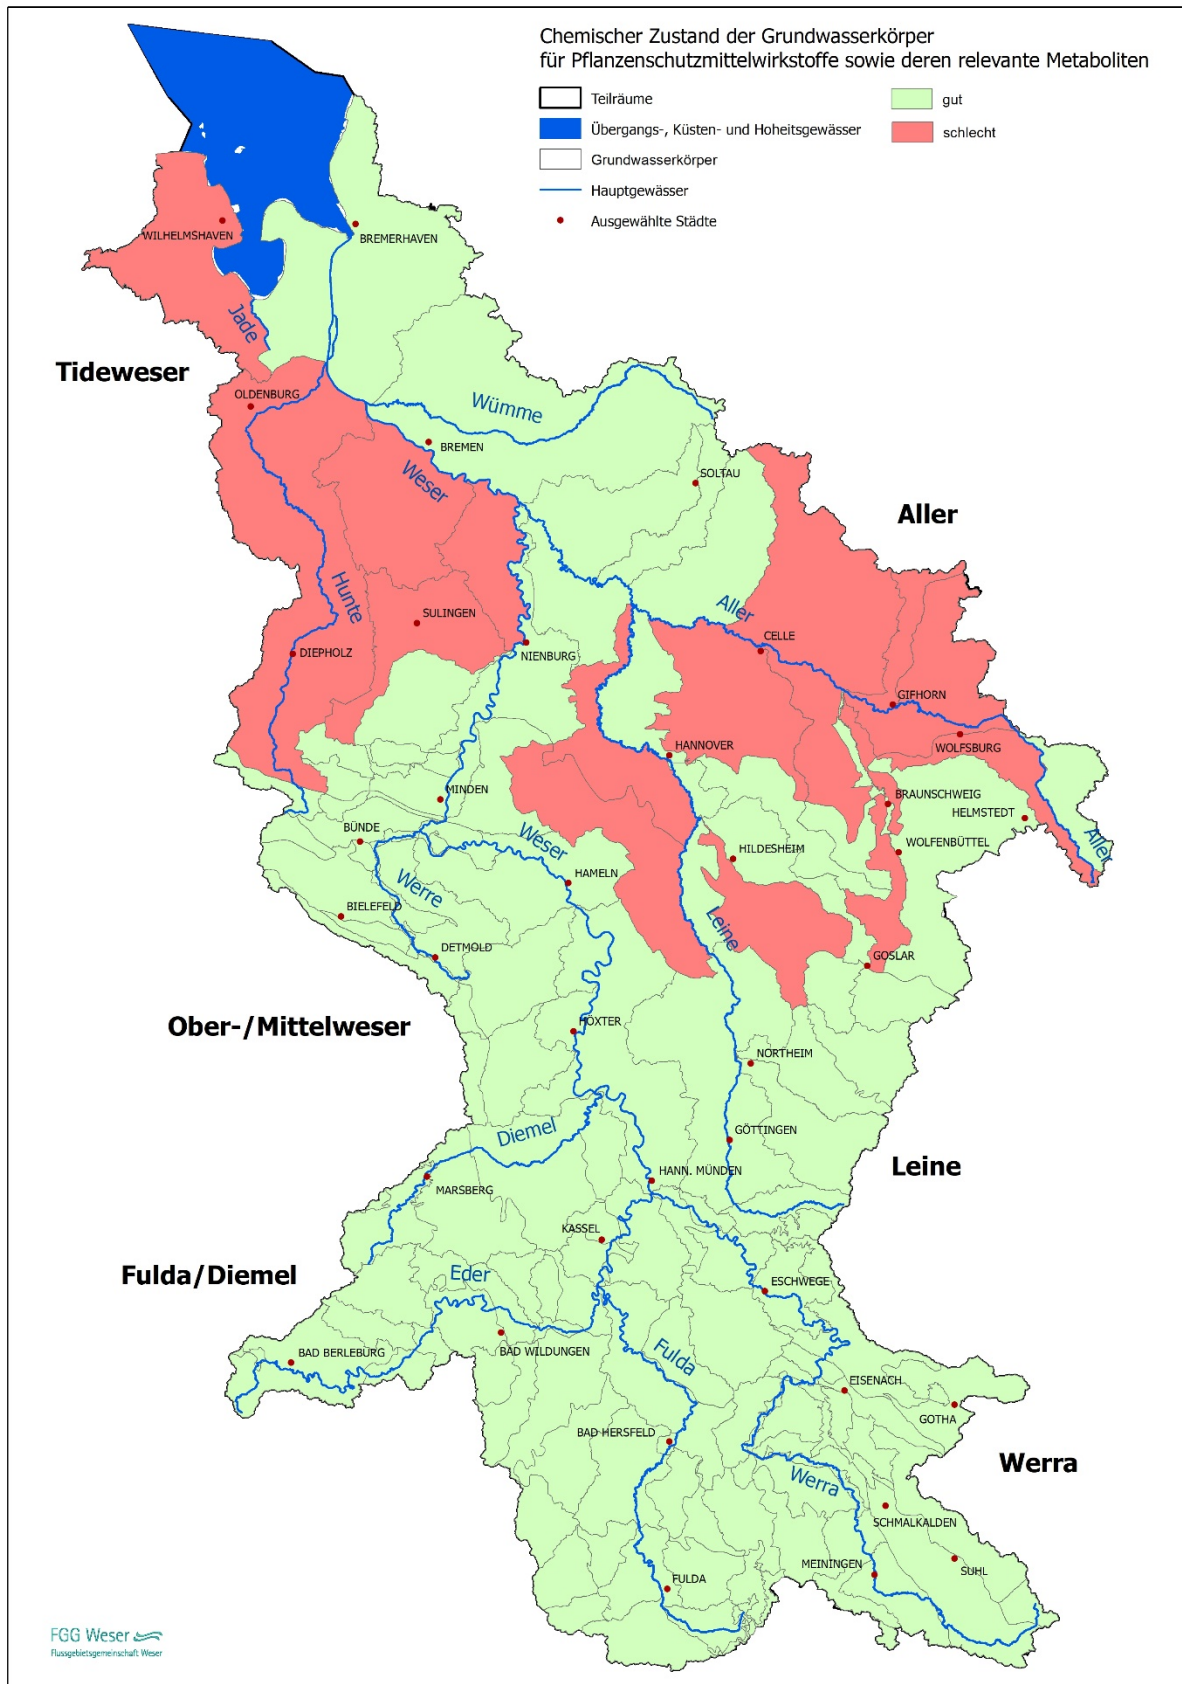 Chemischer Zustand der Grundwasserkörper
für Pflanzenschutzmittelwirkstoffe sowie deren relevante Metaboliten
Teilräume
Übergangs-, Küsten- und Hoheitsgewässer
Grundwasserkörper
Hauptgewässer
Ausgewählte Städte
gut
schlecht
WILHELMSHAVEN
BREMERHAVEN
Jade
Tideweser
OLDENBURG
Wümme
BREMEN
Weser
SOLTAU
Aller
Hunte
SULINGEN
Aller
CELLE
DIEPHOLZ
NIENBURG
GIFHORN
HANNOVER
WOLFSBURG
MINDEN
BRAUNSCHWEIG
HELMSTEDT
BÜNDE
Weser
HILDESHEIM
WOLFENBÜTTEL
Aller
HAMELN
Werre
BIELEFELD
Leine
DETMOLD
GOSLAR
Ober-/Mittelweser
HÖXTER
NORTHEIM
Diemel
GÖTTINGEN
Leine
MARSBERG
HANN. MÜNDEN
KASSEL
Fulda/Diemel
Eder
ESCHWEGE
BAD BERLEBURG
BAD WILDUNGEN
Fulda
EISENACH
GOTHA
BAD HERSFELD
Werra
Werra
SCHMALKALDEN
MEININGEN
SUHL
FULDA
FGG Weser
Flussgebietsgemeinschaft Weser